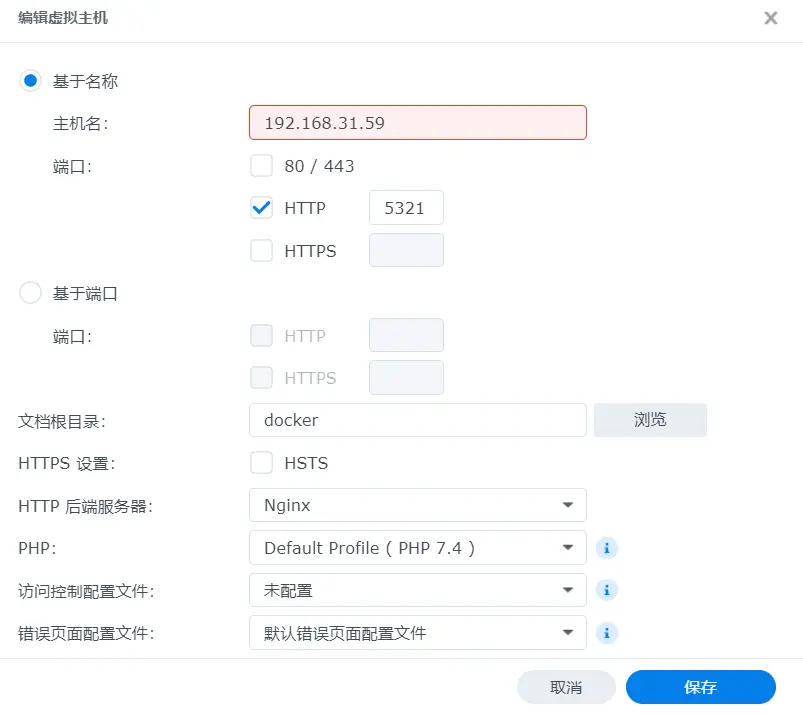 编辑虚拟主机
基于名称
主机名: 192.168.31.59
端口: 80 / 443
HTTP 5321
HTTPS
基于端口
端口: HTTP
HTTPS
文档根目录: docker 浏览
HTTPS 设置: HSTS
HTTP 后端服务器: Nginx
PHP: Default Profile ( PHP 7.4 )
访问控制配置文件: 未配置
错误页面配置文件: 默认错误页面配置文件
取消 保存